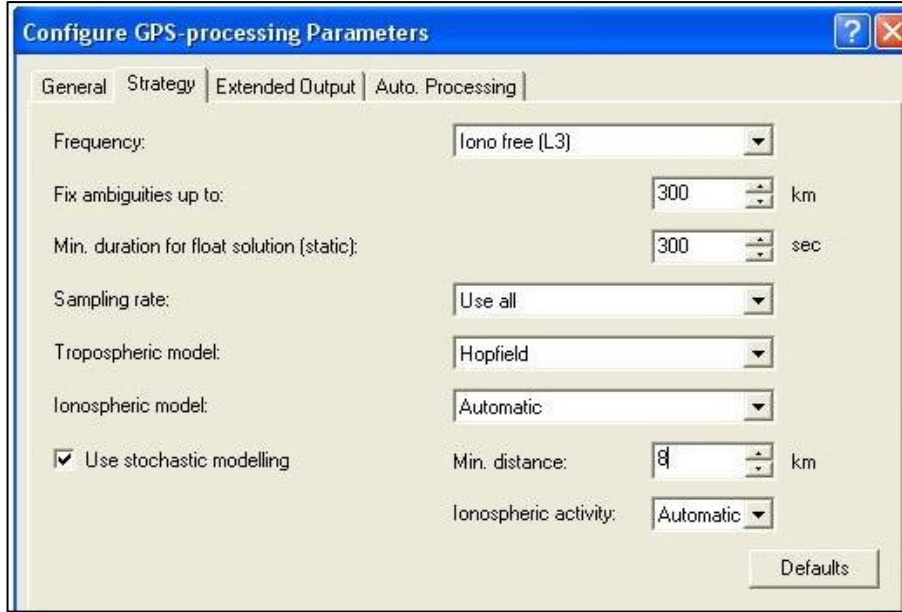 Configure GPS-processing Parameters
General Strategy Extended Output Auto. Processing
Frequency: Iono free (L3)
Fix ambiguities up to: 300 km
Min. duration for float solution (static): 300 sec
Sampling rate: Use all
Tropospheric model: Hopfield
Ionospheric model: Automatic
Use stochastic modelling Min. distance: 8 km
Ionospheric activity: Automatic
Defaults